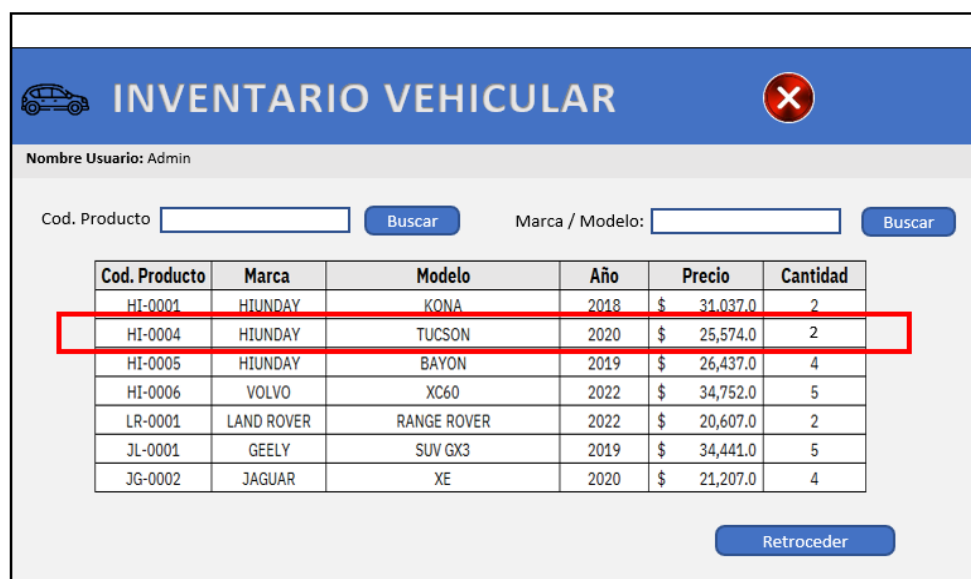 INVENTARIO VEHICULAR
Nombre Usuario: Admin
Cod. Producto Buscar Marca / Modelo: Buscar
Cod. Producto Marca Modelo Año Precio Cantidad
HI-0001 HIUNDAY KONA 2018 $ 31,037.0 2
HI-0004 HIUNDAY TUCSON 2020 $ 25,574.0 2
HI-0005 HIUNDAY BAYON 2019 $ 26,437.0 4
HI-0006 VOLVO XC60 2022 $ 34,752.0 5
LR-0001 LAND ROVER RANGE ROVER 2022 $ 20,607.0 2
JL-0001 GEELY SUV GX3 2019 $ 34,441.0 5
JG-0002 JAGUAR XE 2020 $ 21,207.0 4
Retroceder